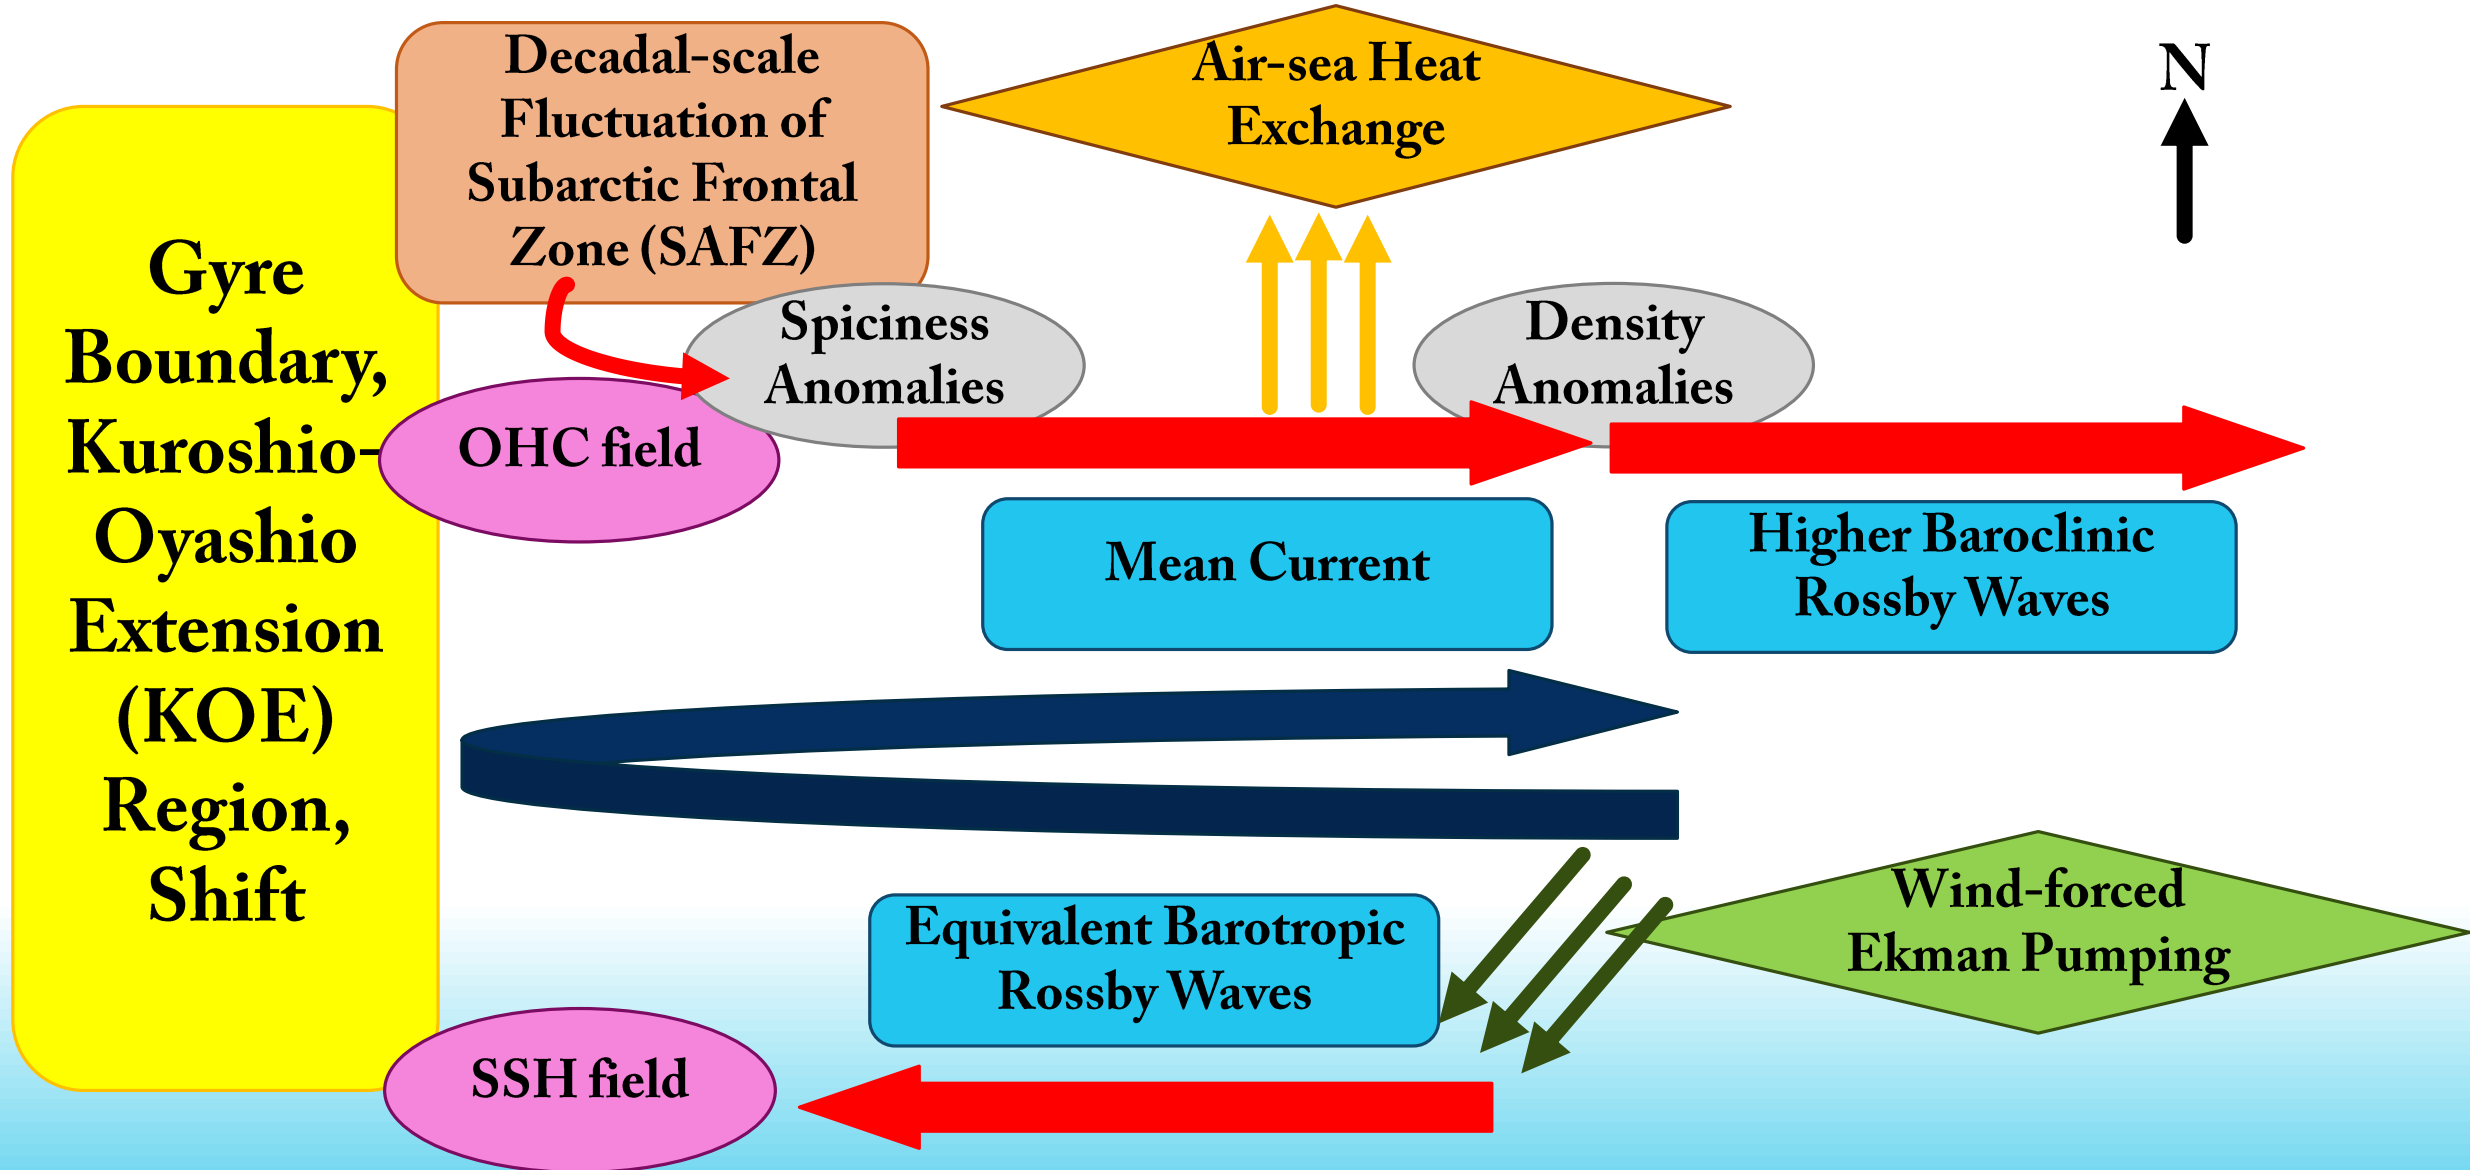 Decadal-scale
Fluctuation of
Subarctic Frontal
Zone (SAFZ)
Air-sea Heat
Exchange
N
Gyre
Boundary,
Kuroshio-
Oyashio
Extension
(KOE)
Region,
Shift
Spiciness
Anomalies
Density
Anomalies
OHC field
Mean Current
Higher Baroclinic
Rossby Waves
Equivalent Barotropic
Rossby Waves
Wind-forced
Ekman Pumping
SSH field